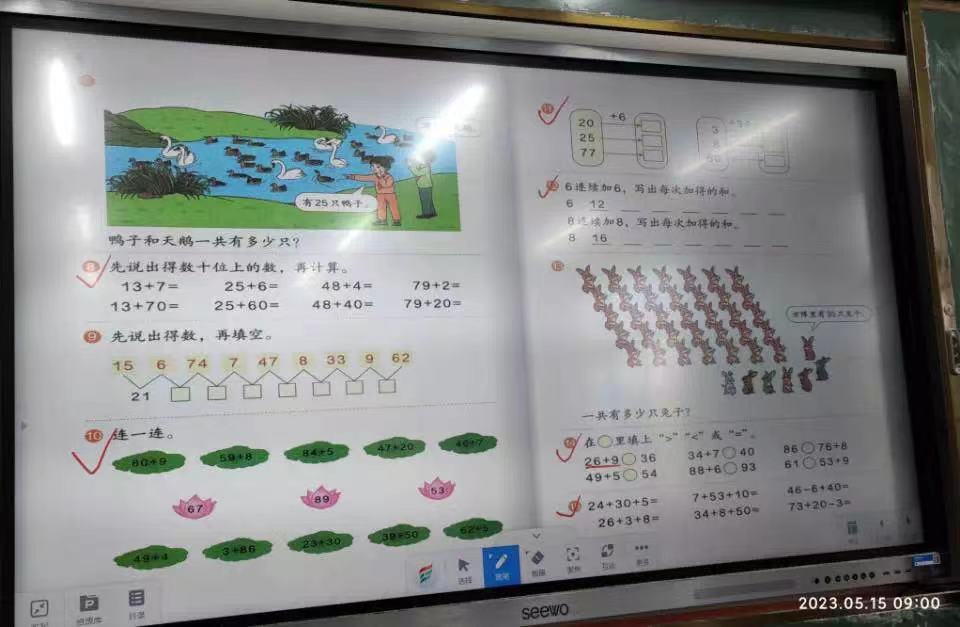 有25只鸭子。
鸭子和天鹅一共有多少只?
8 先说出得数十位上的数,再计算。
13+7= 25+6= 48+4= 79+2=
13+70= 25+60= 48+40= 79+20=
9 先说出得数,再填空。
15 6 74 7 47 8 33 9 62
21
10 连一连。
80+9 59+8 84+5 47+20 46+7
67 89 53
49+4 3+86 23+30 39+50 62+5
11
+6
20
25
77
3
8
6连续加6,写出每次加得的和。
6 12
8连续加8,写出每次加得的和。
8 16
13
一共有多少只兔子?
在○里填上“>”“<”或“=”。
26+9○36 34+7○40 86○76+8
49+5○54 88+6○93 61○53+9
24+30+5= 7+53+10= 46-6+40=
26+3+8= 34+8+50= 73+20-3=
选择
seewo
2023.05.15 09:00